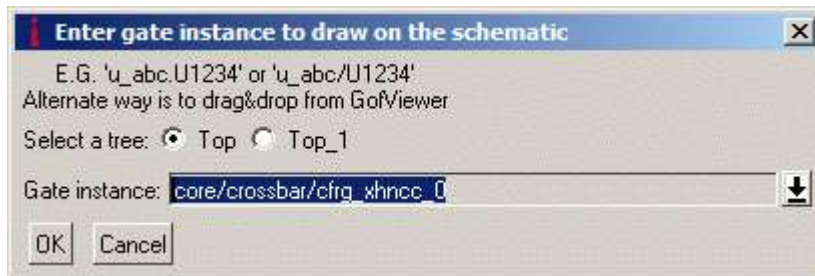 Enter gate instance to draw on the schematic
E.G. 'u_abc.U1234' or 'u_abc/U1234'
Alternate way is to drag&drop from GofViewer
Select a tree: Top Top_1
Gate instance: core/crossbar/cfrg_xhncc_0
OK Cancel